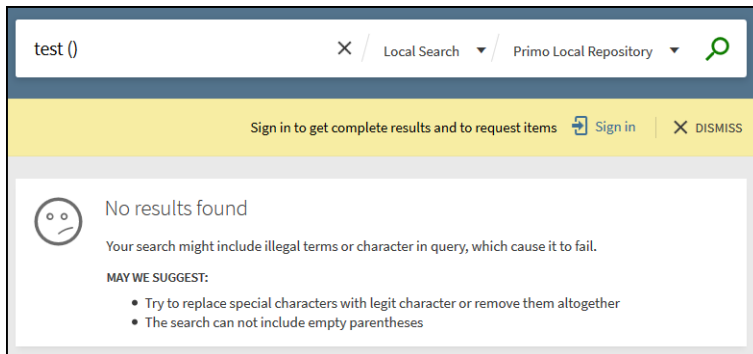 test () Local Search Primo Local Repository
Sign in to get complete results and to request items Sign in DISMISS
No results found
Your search might include illegal terms or character in query, which cause it to fail.
MAY WE SUGGEST:
• Try to replace special characters with legit character or remove them altogether
• The search can not include empty parentheses